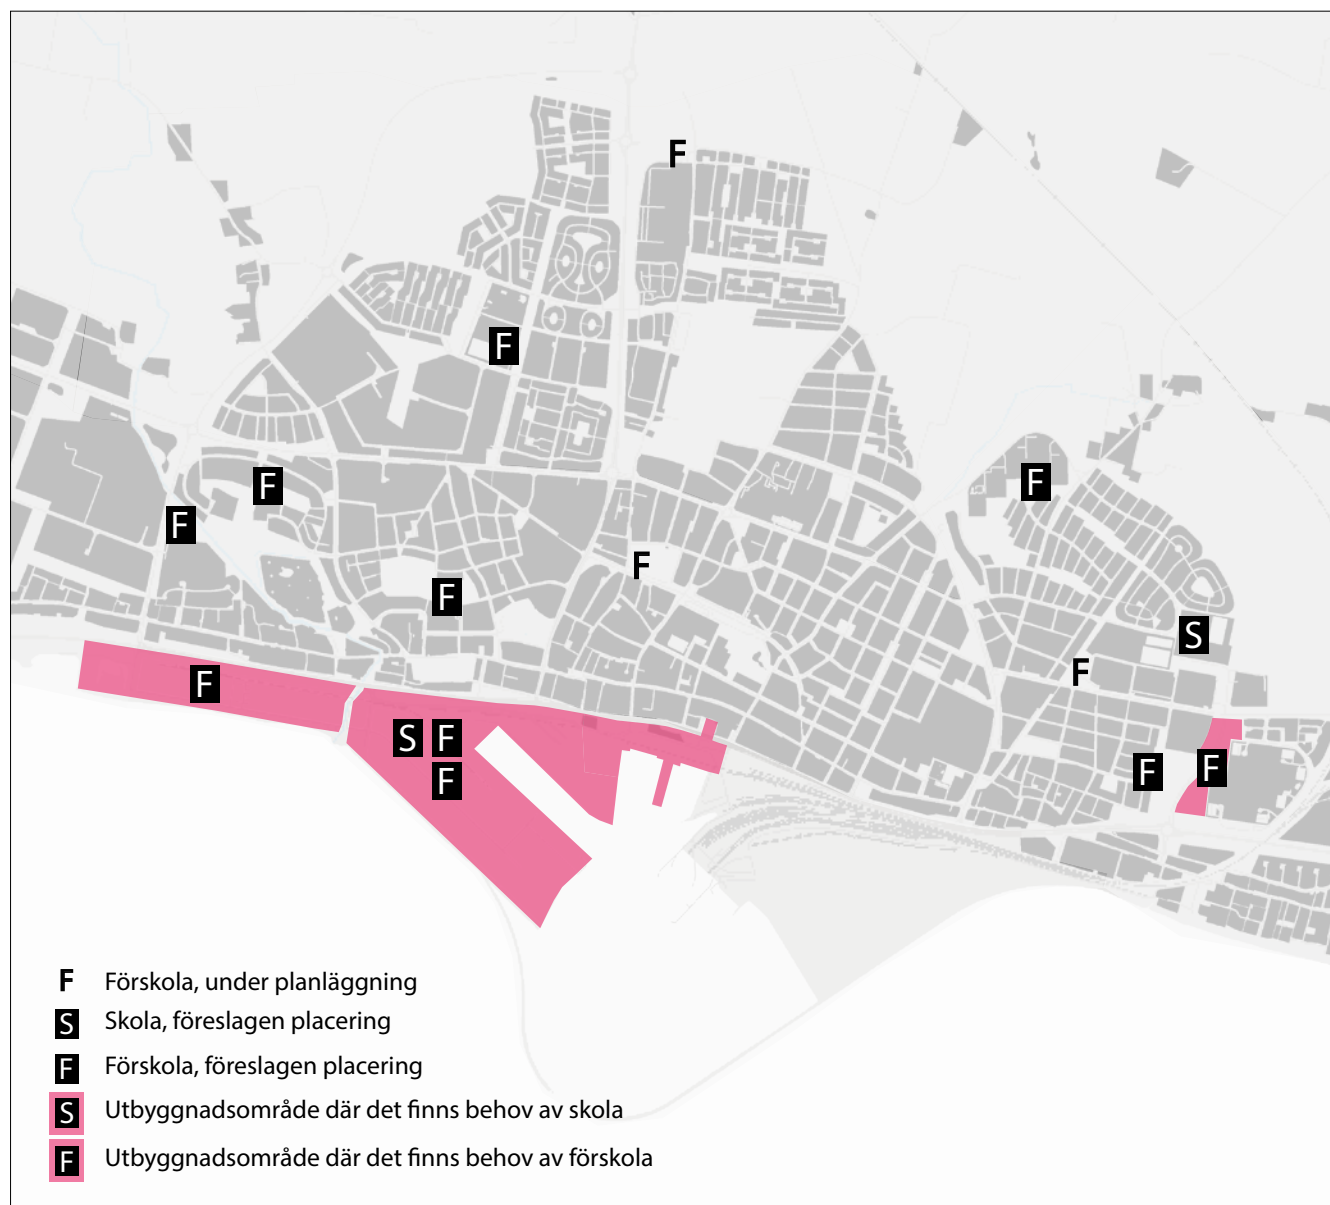 F
F
F
F
F
F
F
F
S
F
F
S F
F
F
F
F Förskola, under planläggning
S Skola, föreslagen placering
F Förskola, föreslagen placering
S Utbyggnadsområde där det finns behov av skola
F Utbyggnadsområde där det finns behov av förskola